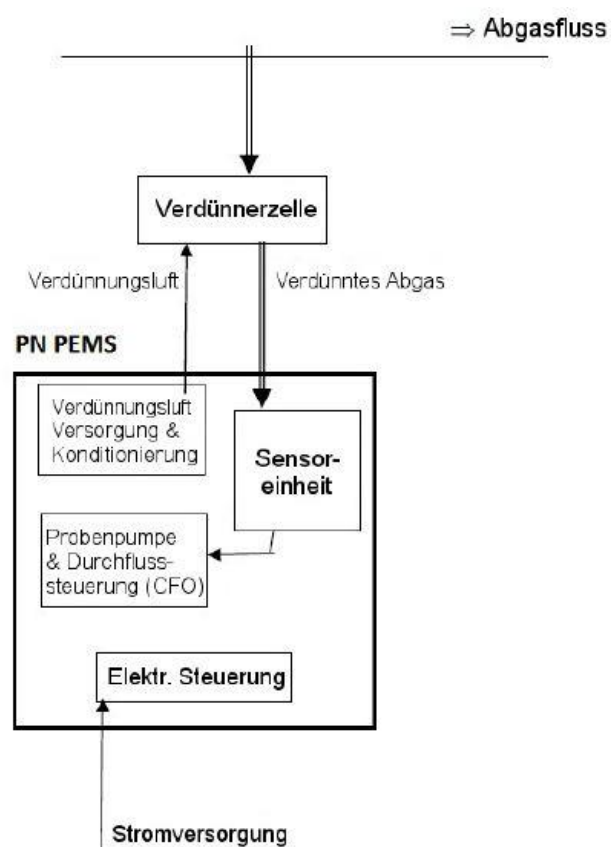 ⇒ Abgasfluss
Verdünnerzelle
Verdünnungsluft
Verdünntes Abgas
PN PEMS
Verdünnungsluft
Versorgung &
Konditionierung
Sensor-
einheit
Probenpumpe
& Durchfluss-
steuerung (CFO)
Elektr. Steuerung
Stromversorgung